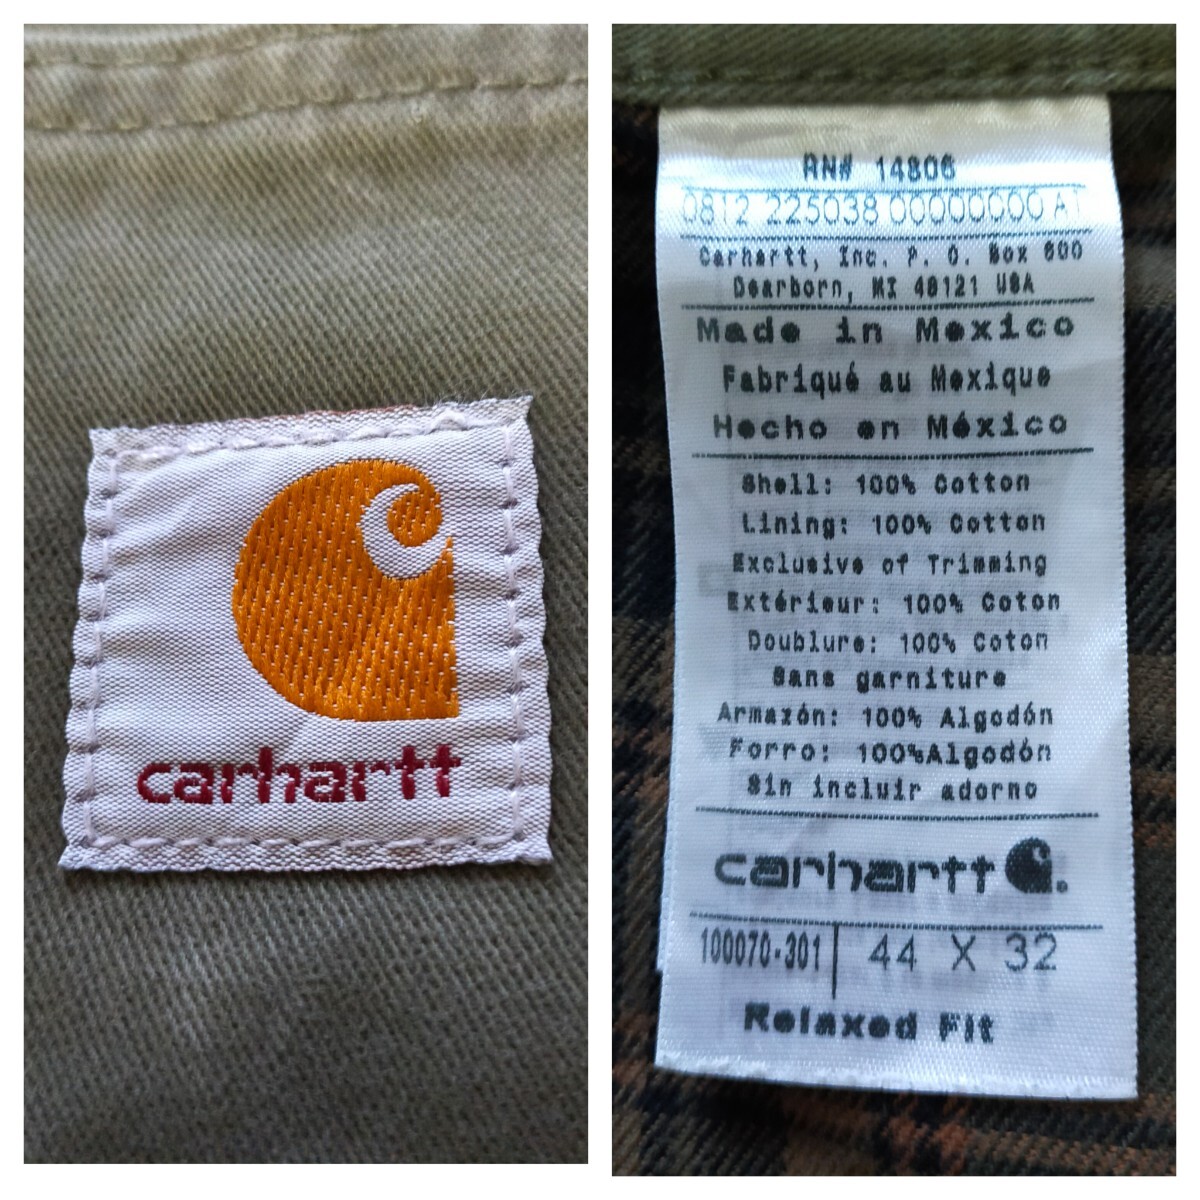 carhartt
RN# 14806
0812 225038 00000000 A1
Carhartt, Inc. P. O. Box 600
Dearborn, MI 48121 USA
Made in Mexico
Fabriqué au Mexique
Hecho en México
Shell: 100% Cotton
Lining: 100% Cotton
Exclusive of Trimming
Extérieur: 100% Coton
Doublure: 100% Coton
Sans garniture
Armazón: 100% Algodón
Forro: 100%Algodón
Sin incluir adorno
carhartt
100070-301 44 X 32
Relaxed Fit